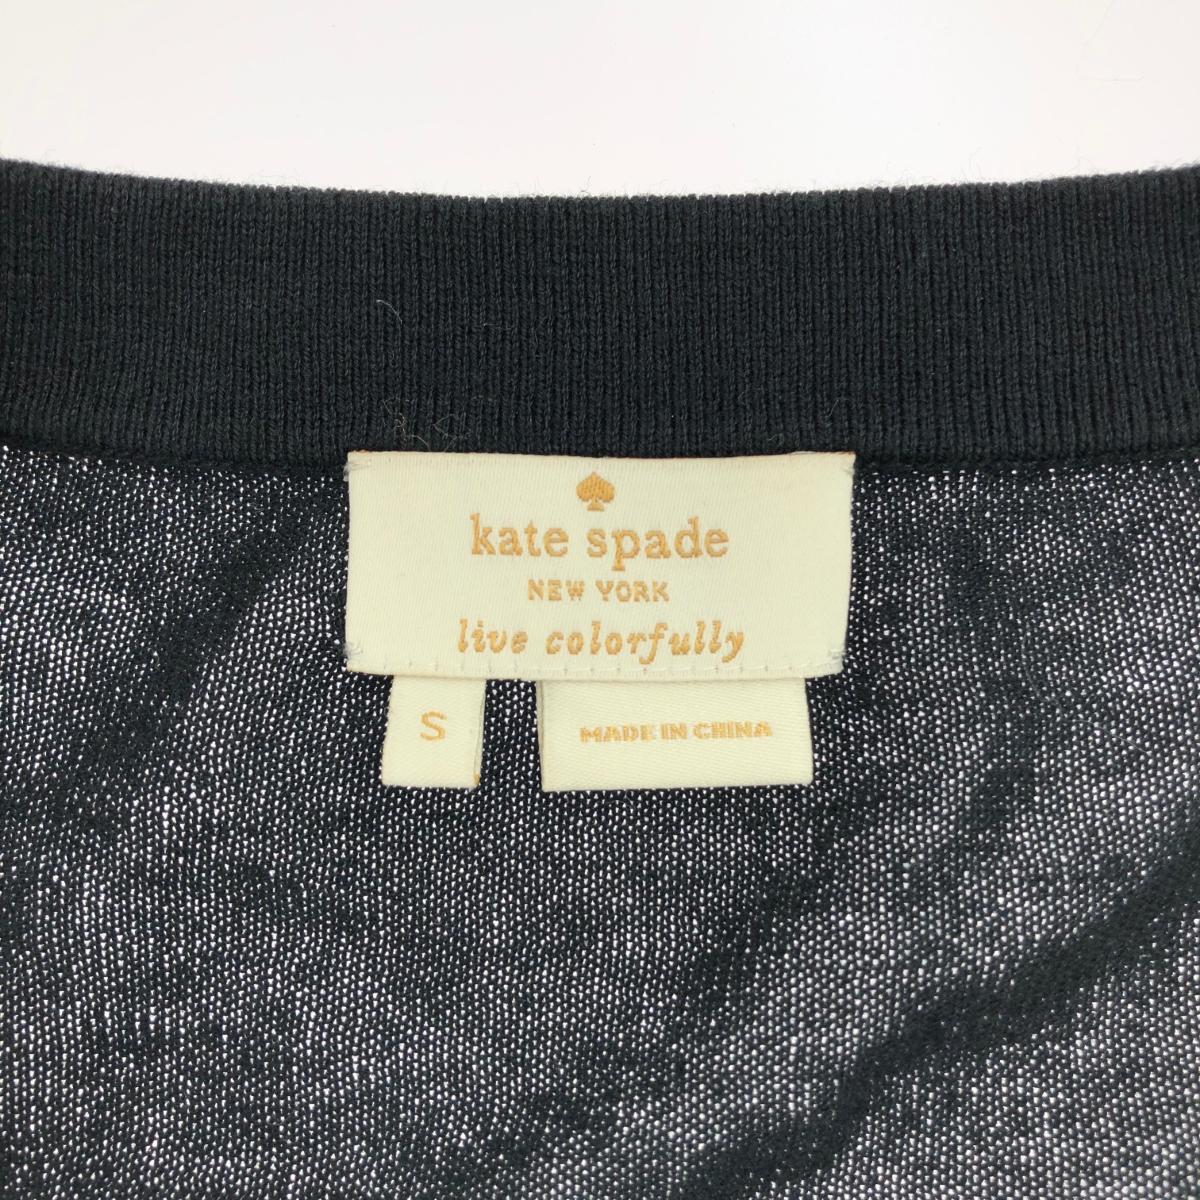 kate spade
NEW YORK
live colorfully
S
MADE IN CHINA